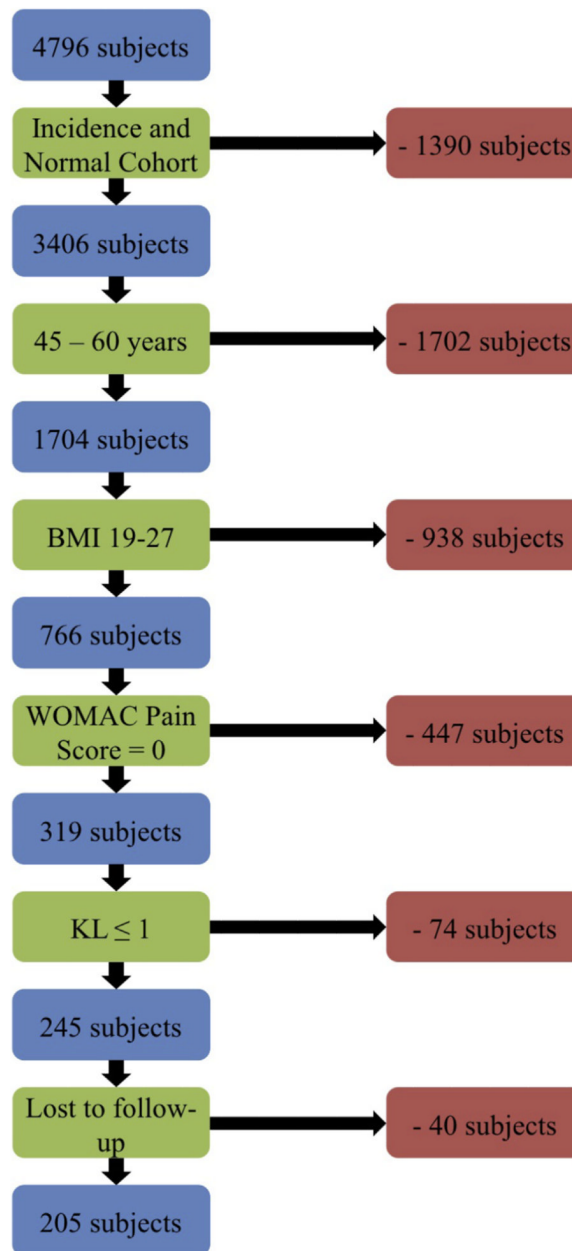 4796 subjects
Incidence and
Normal Cohort
- 1390 subjects
3406 subjects
45 – 60 years
- 1702 subjects
1704 subjects
BMI 19-27
- 938 subjects
766 subjects
WOMAC Pain
Score = 0
- 447 subjects
319 subjects
KL ≤ 1
- 74 subjects
245 subjects
Lost to follow-
up
- 40 subjects
205 subjects